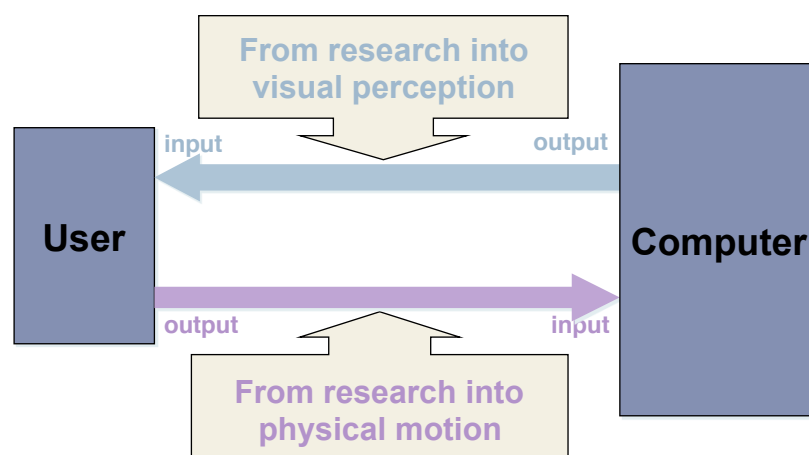 From research into
visual perception
input
output
User
Computer
output
input
From research into
physical motion